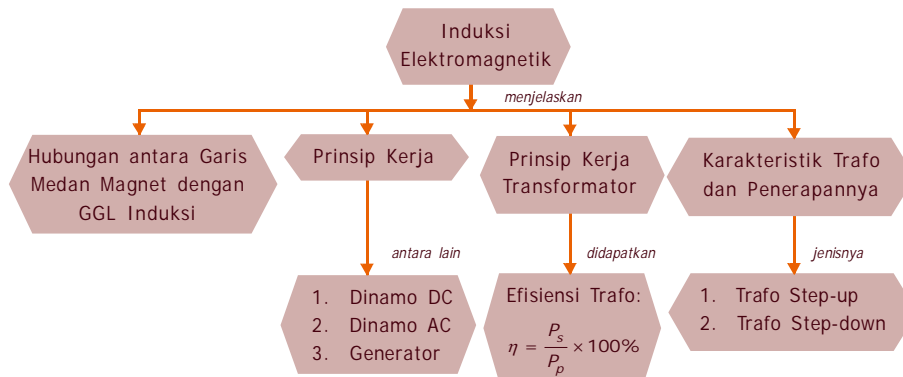 Induksi
Elektromagnetik
menjelaskan
Hubungan antara Garis
Medan Magnet dengan
GGL Induksi
Prinsip Kerja
Prinsip Kerja
Transformator
Karakteristik Trafo
dan Penerapannya
antara lain
didapatkan
jenisnya
1. Dinamo DC
2. Dinamo AC
3. Generator
Efisiensi Trafo:
η = P_s / P_p × 100%
1. Trafo Step-up
2. Trafo Step-down